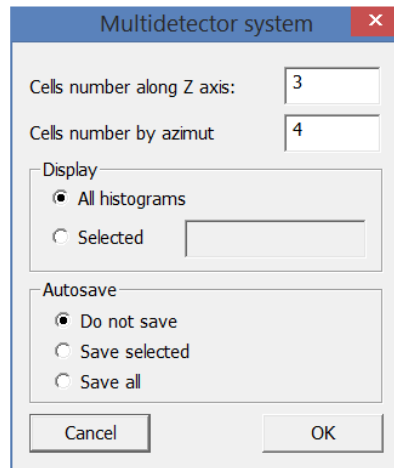 Multidetector system
Cells number along Z axis: 3
Cells number by azimut 4
Display
All histograms
Selected
Autosave
Do not save
Save selected
Save all
Cancel OK